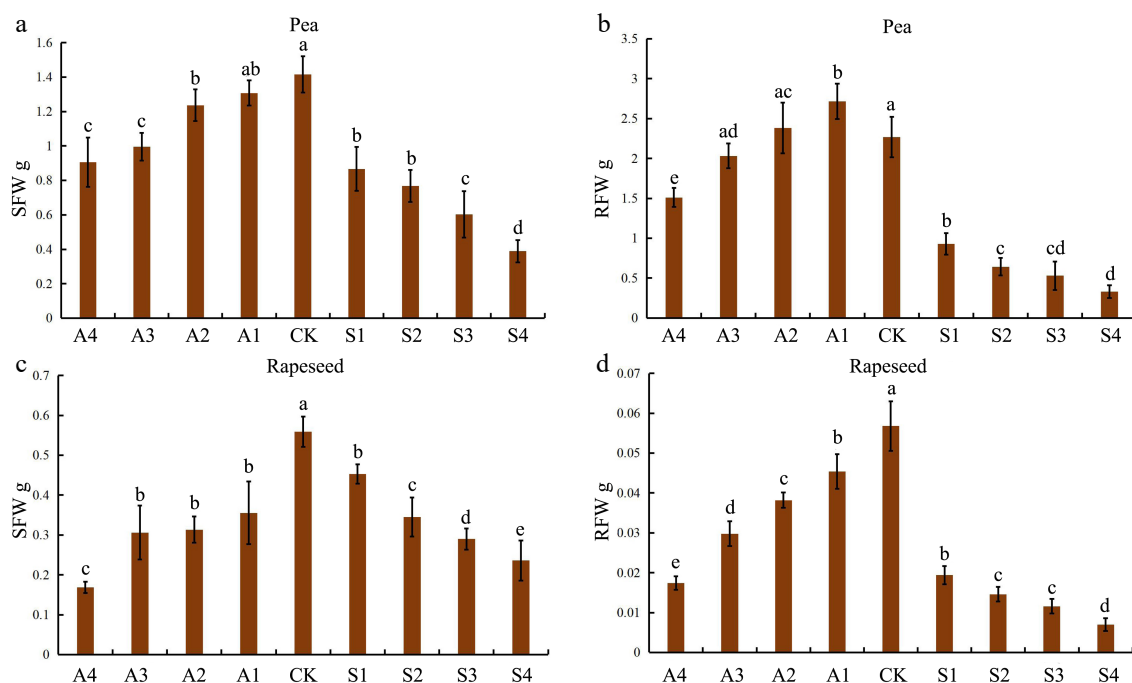 a
Pea
SFW g
1.6
1.4
1.2
1
0.8
0.6
0.4
0.2
0
c
c
b
ab
a
b
b
c
d
A4 A3 A2 A1 CK S1 S2 S3 S4
b
Pea
RFW g
3.5
3
2.5
2
1.5
1
0.5
0
e
ad
ac
b
a
b
c
cd
d
A4 A3 A2 A1 CK S1 S2 S3 S4
c
Rapeseed
SFW g
0.7
0.6
0.5
0.4
0.3
0.2
0.1
0
c
b
b
b
a
b
c
d
e
A4 A3 A2 A1 CK S1 S2 S3 S4
d
Rapeseed
RFW g
0.07
0.06
0.05
0.04
0.03
0.02
0.01
0
e
d
c
b
a
b
c
c
d
A4 A3 A2 A1 CK S1 S2 S3 S4